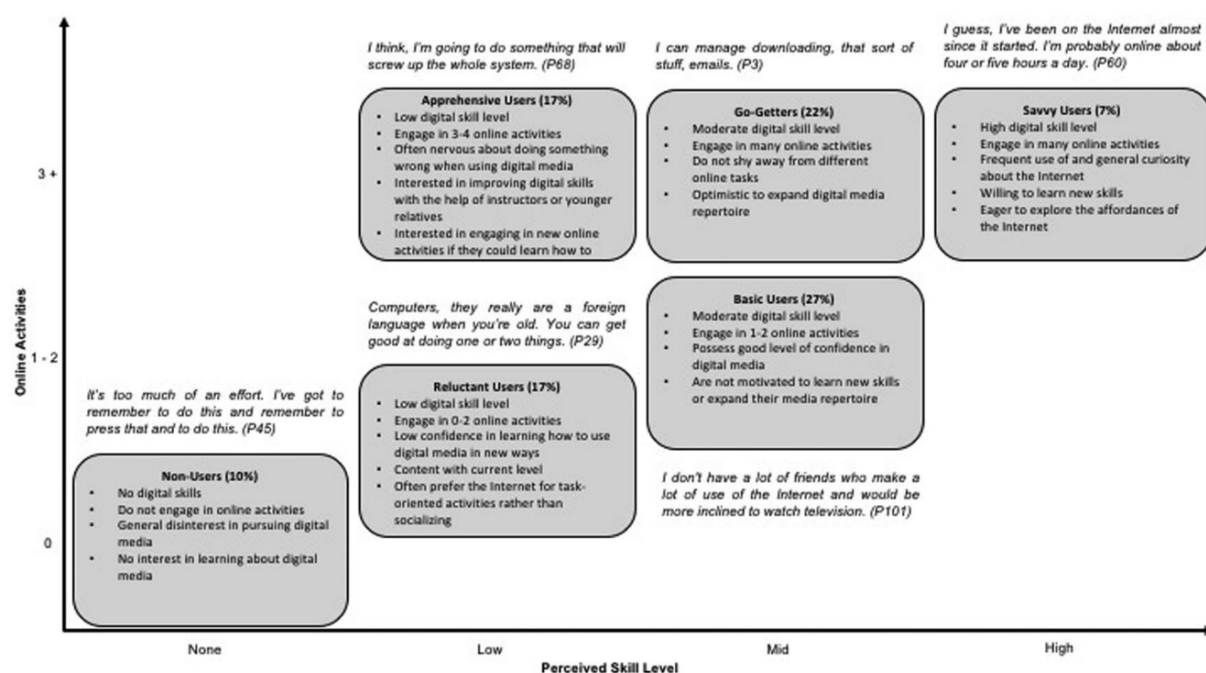 I think, I'm going to do something that will
screw up the whole system. (P68)
I can manage downloading, that sort of
stuff, emails. (P3)
I guess, I've been on the Internet almost
since it started. I'm probably online about
four or five hours a day. (P60)
Apprehensive Users (17%)
▪ Low digital skill level
▪ Engage in 3-4 online activities
▪ Often nervous about doing something
wrong when using digital media
▪ Interested in improving digital skills
with the help of instructors or younger
relatives
▪ Interested in engaging in new online
activities if they could learn how to
Go-Getters (22%)
▪ Moderate digital skill level
▪ Engage in many online activities
▪ Do not shy away from different
online tasks
▪ Optimistic to expand digital media
repertoire
Savvy Users (7%)
▪ High digital skill level
▪ Engage in many online activities
▪ Frequent use of and general curiosity
about the Internet
▪ Willing to learn new skills
▪ Eager to explore the affordances of
the Internet
3 +
Online Activities
1 - 2
0
Computers, they really are a foreign
language when you're old. You can get
good at doing one or two things. (P29)
Basic Users (27%)
▪ Moderate digital skill level
▪ Engage in 1-2 online activities
▪ Possess good level of confidence in
digital media
▪ Are not motivated to learn new skills
or expand their media repertoire
It's too much of an effort. I've got to
remember to do this and remember to
press that and to do this. (P45)
Reluctant Users (17%)
▪ Low digital skill level
▪ Engage in 0-2 online activities
▪ Low confidence in learning how to use
digital media in new ways
▪ Content with current level
▪ Often prefer the Internet for task-
oriented activities rather than
socializing
Non-Users (10%)
▪ No digital skills
▪ Do not engage in online activities
▪ General disinterest in pursuing digital
media
▪ No interest in learning about digital
media
I don't have a lot of friends who make a
lot of use of the Internet and would be
more inclined to watch television. (P101)
None
Low
Mid
High
Perceived Skill Level